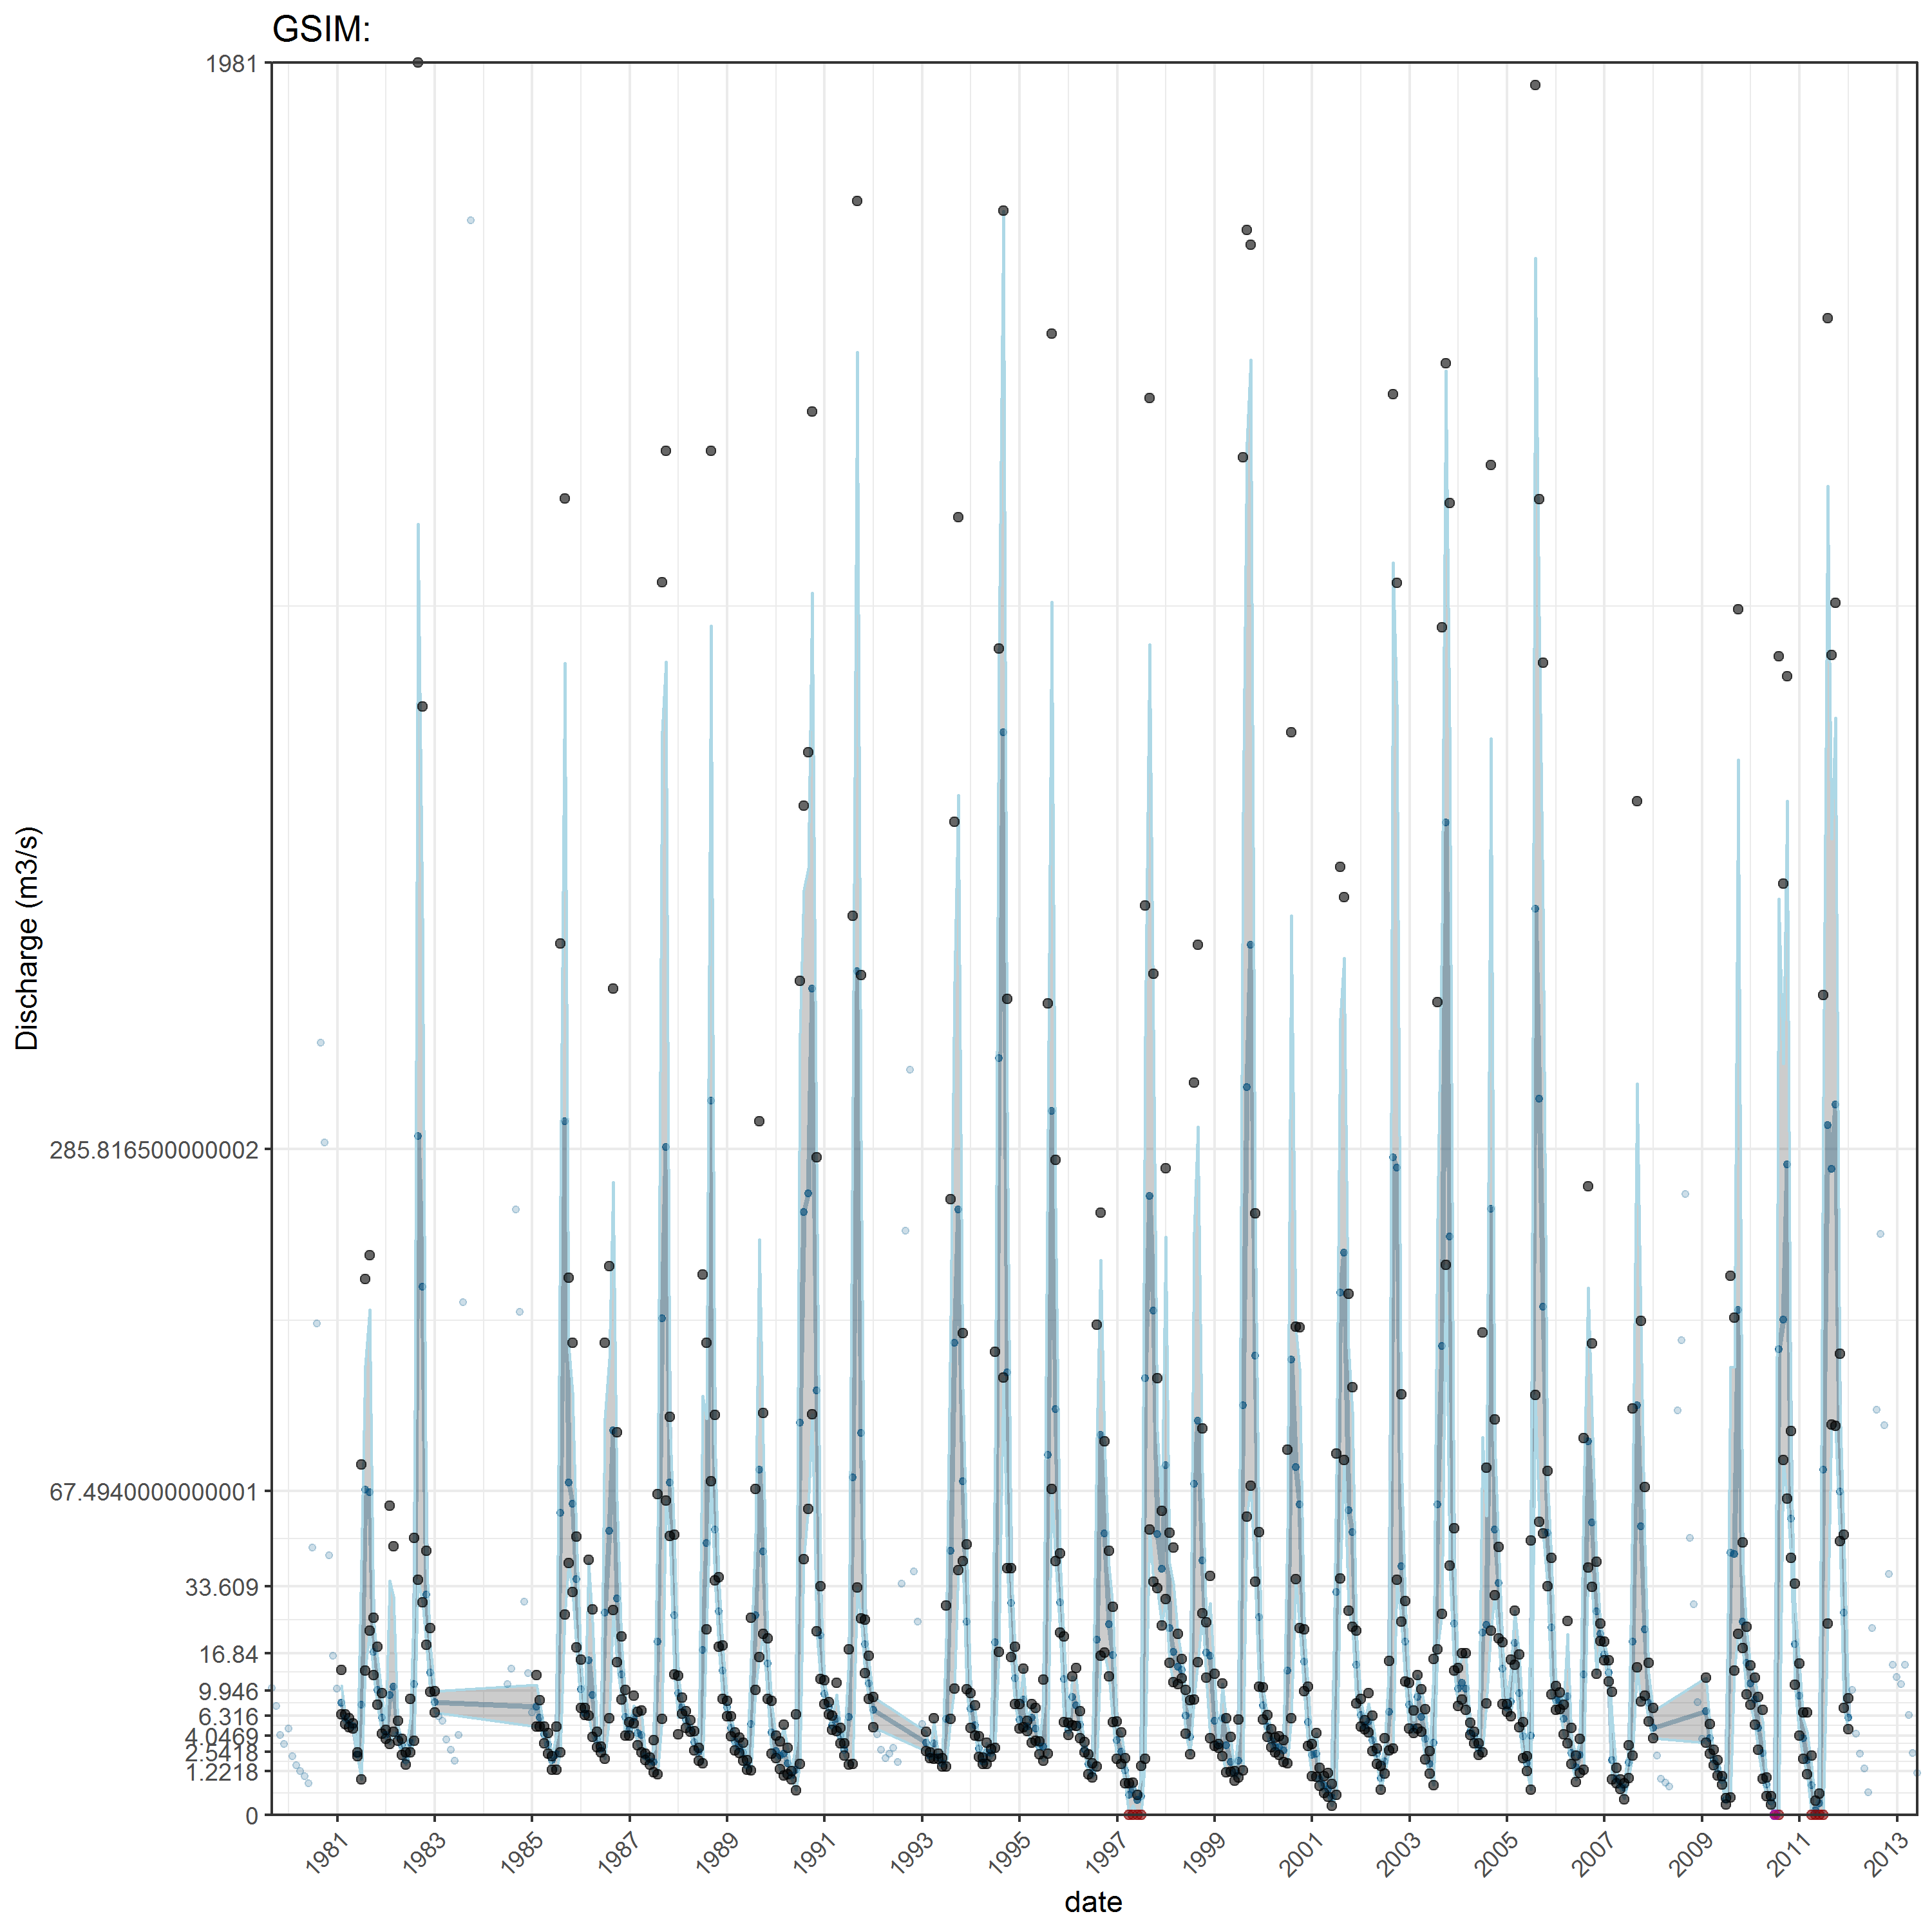 GSIM:
1981
285.816500000002
67.4940000000001
33.609
16.84
9.946
6.316
4.0469
2.5418
1.2218
0
Discharge (m3/s)
1981 1983 1985 1987 1989 1991 1993 1995 1997 1999 2001 2003 2005 2007 2009 2011 2013
date